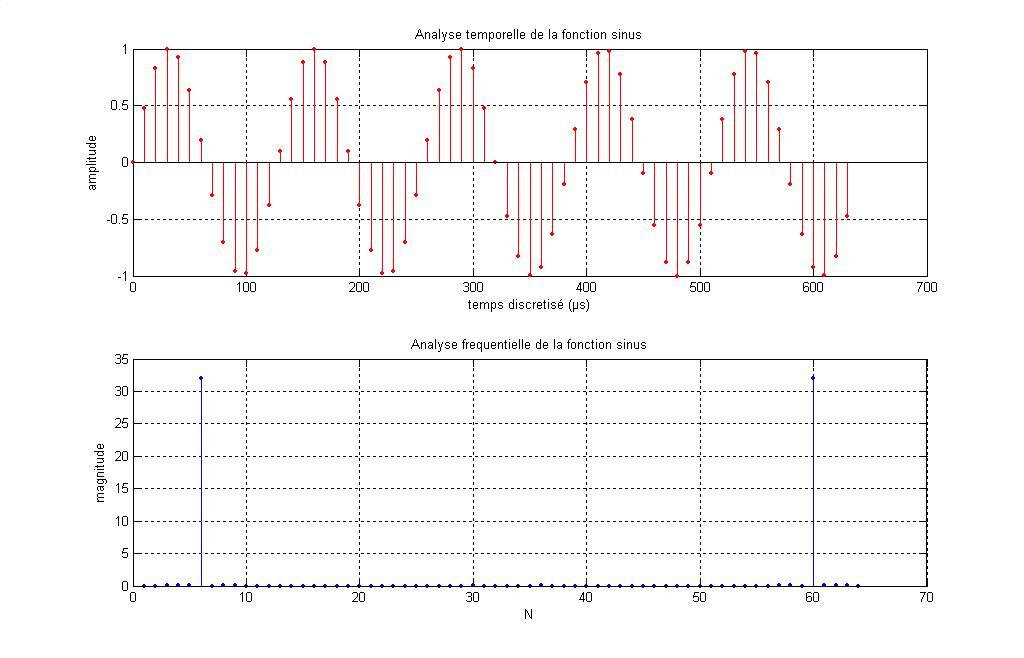 Analyse temporelle de la fonction sinus
1
0.5
0
-0.5
-1
amplitude
0 100 200 300 400 500 600 700
temps discretisé (µs)
Analyse frequentielle de la fonction sinus
35
30
25
20
15
10
5
0
magnitude
0 10 20 30 40 50 60 70
N